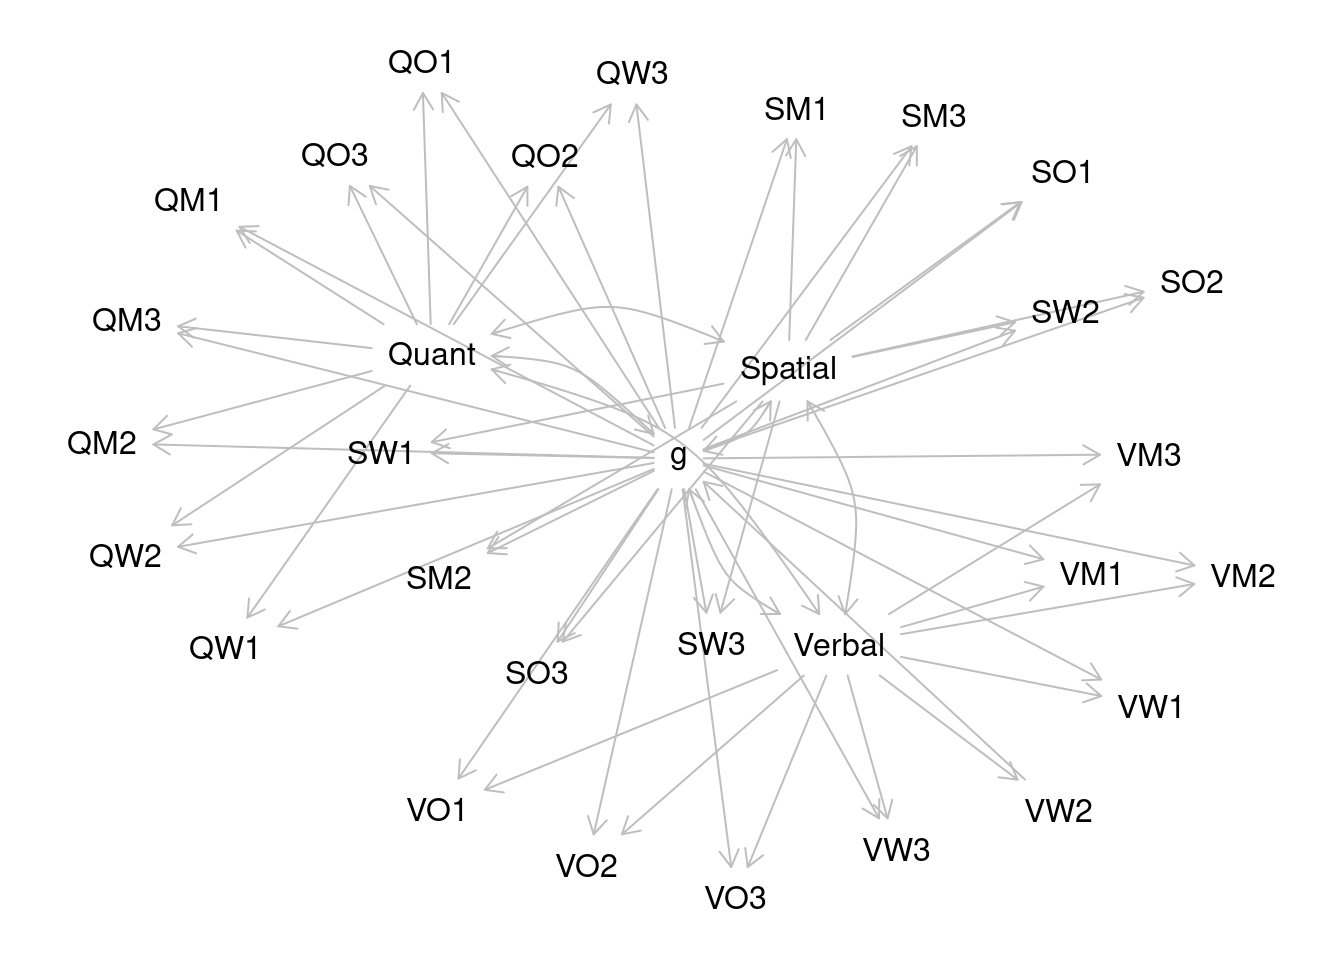 QO1
QW3
SM1
SM3
QO3
QO2
SO1
QM1
SO2
SW2
QM3
Quant
Spatial
QM2
SW1
g
VM3
QW2
SM2
VM1
VM2
QW1
SW3
Verbal
SO3
VW1
VO1
VW2
VW3
VO2
VO3